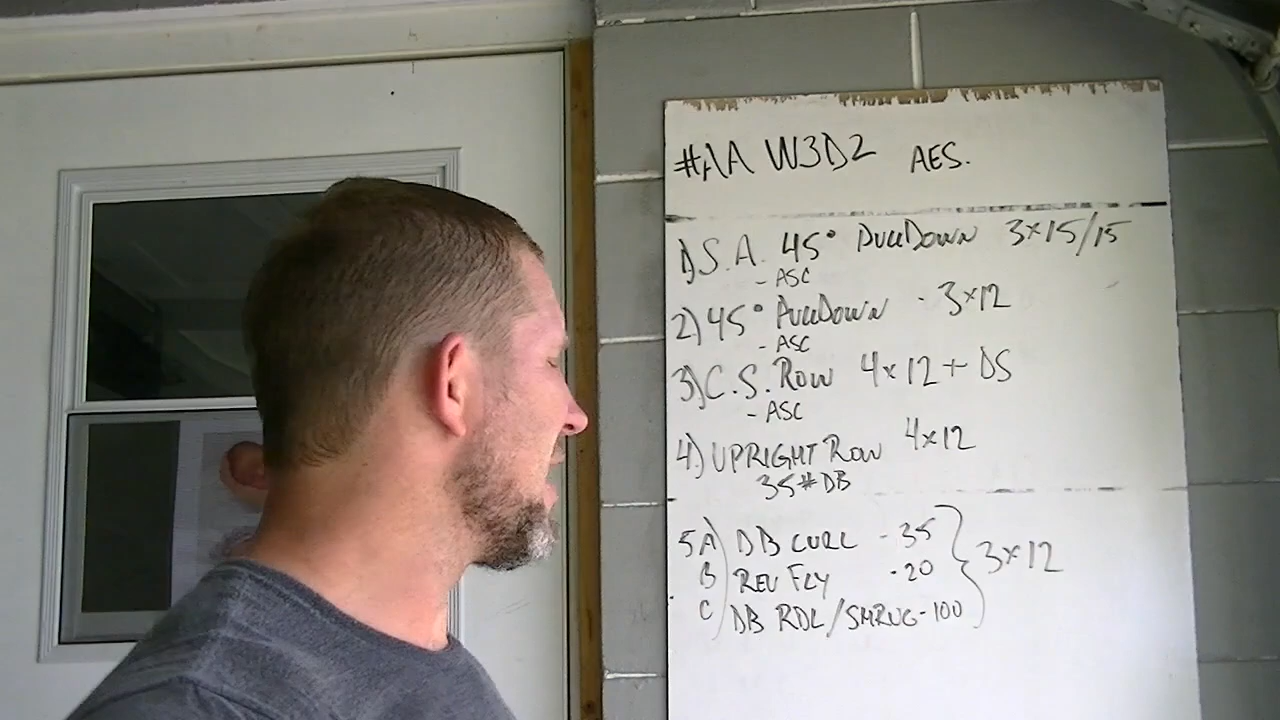 #AA W3D2 AES.
1) S.A. 45° PULLDOWN 3x15/15
- ASC
2) 45° PULLDOWN - 3x12
- ASC
3) C.S. ROW 4x12 + DS
- ASC
4) UPRIGHT ROW 4x12
35# DB
5A) DB CURL - 35
B) REV FLY - 20
C) DB RDL/SHRUG - 100
3x12